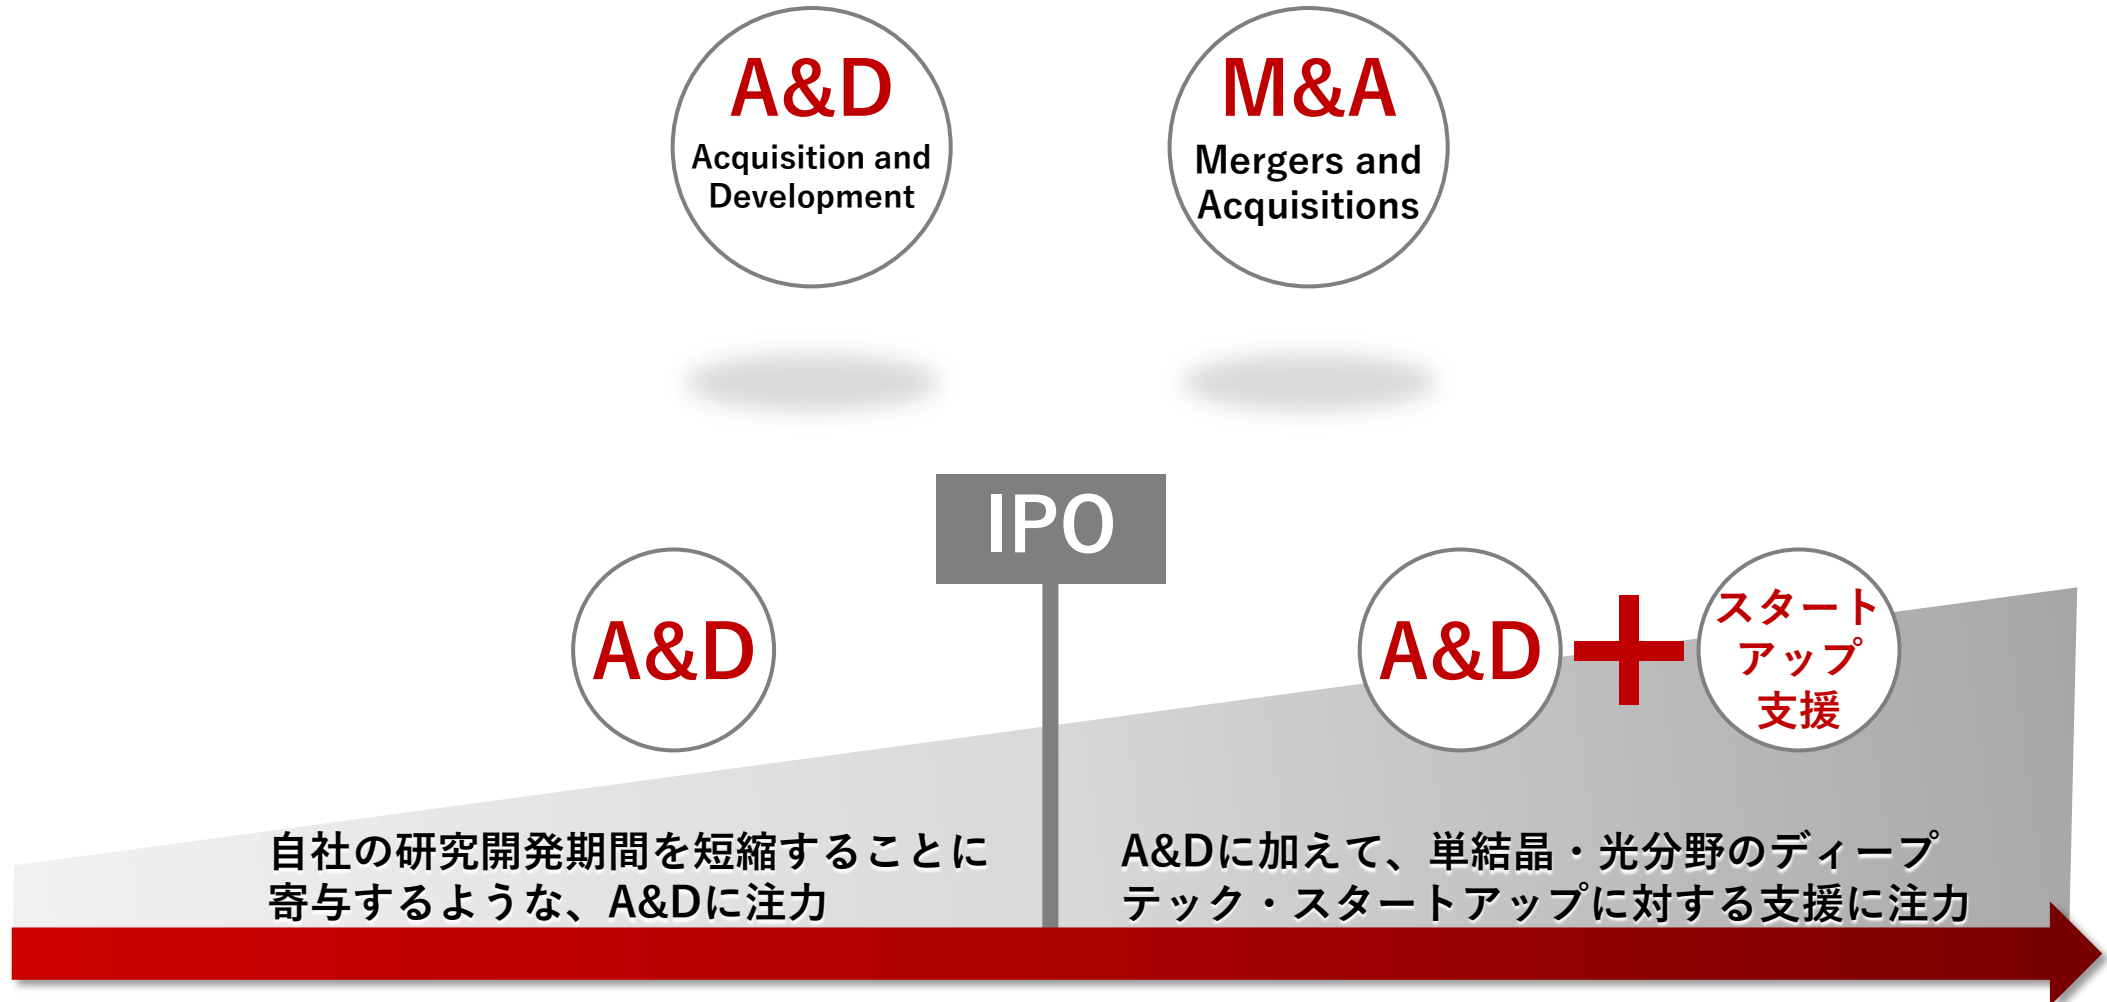 A&D
Acquisition and
Development
M&A
Mergers and
Acquisitions
IPO
A&D
A&D
スタート
アップ
支援
自社の研究開発期間を短縮することに
寄与するような、A&Dに注力
A&Dに加えて、単結晶・光分野のディープ
テック・スタートアップに対する支援に注力